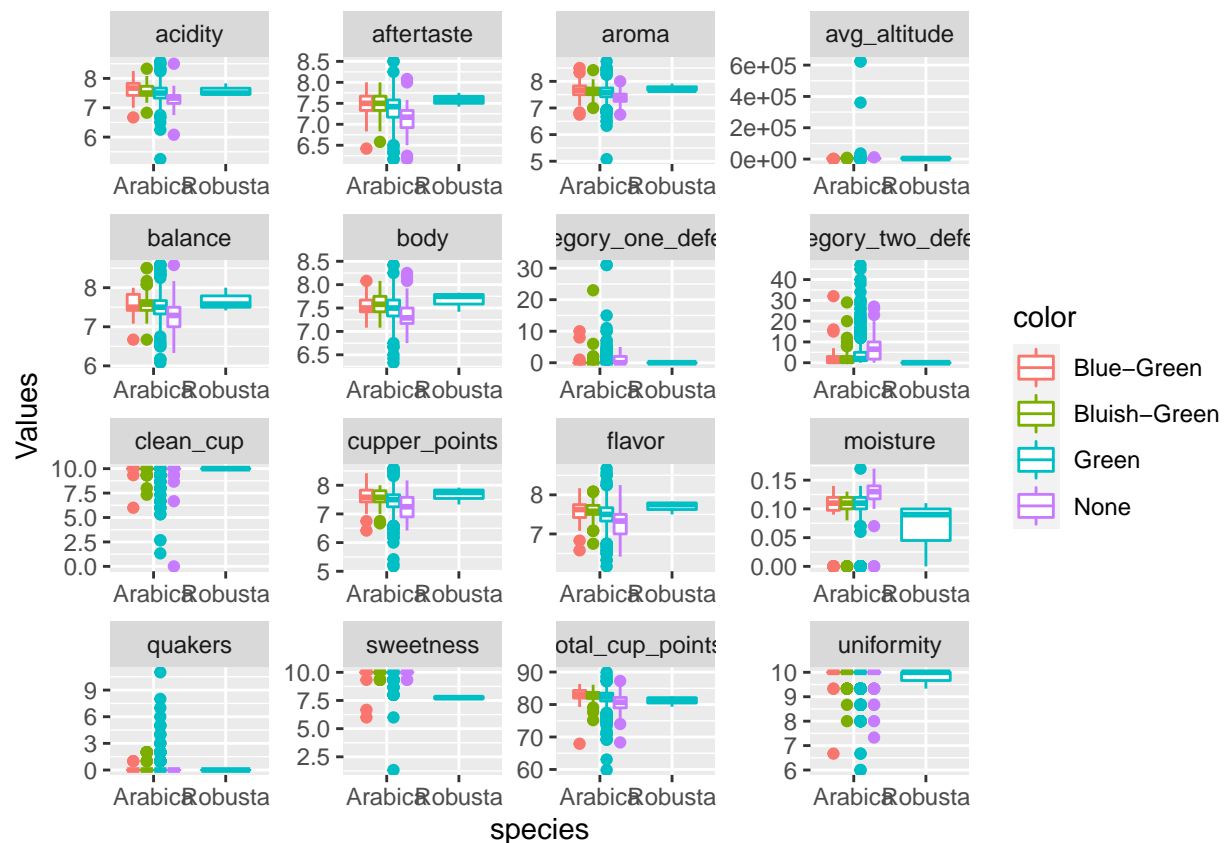 acidity
aftertaste
aroma
avg_altitude
8
7
6
8.5
8.0
7.5
7.0
6.5
8
7
6
5
6e+05
4e+05
2e+05
0e+00
Arabica Robusta
Arabica Robusta
Arabica Robusta
Arabica Robusta
balance
body
egory_one_defe
egory_two_defe
8
7
6
8.5
8.0
7.5
7.0
6.5
30
20
10
0
40
30
20
10
0
Arabica Robusta
Arabica Robusta
Arabica Robusta
Arabica Robusta
clean_cup
cupper_points
flavor
moisture
10.0
7.5
5.0
2.5
0.0
8
7
6
5
8
7
0.15
0.10
0.05
0.00
Arabica Robusta
Arabica Robusta
Arabica Robusta
Arabica Robusta
quakers
sweetness
otal_cup_points
uniformity
9
6
3
0
10.0
7.5
5.0
2.5
90
80
70
60
10
9
8
7
6
Arabica Robusta
Arabica Robusta
Arabica Robusta
Arabica Robusta
Values
species
color
Blue−Green
Bluish−Green
Green
None